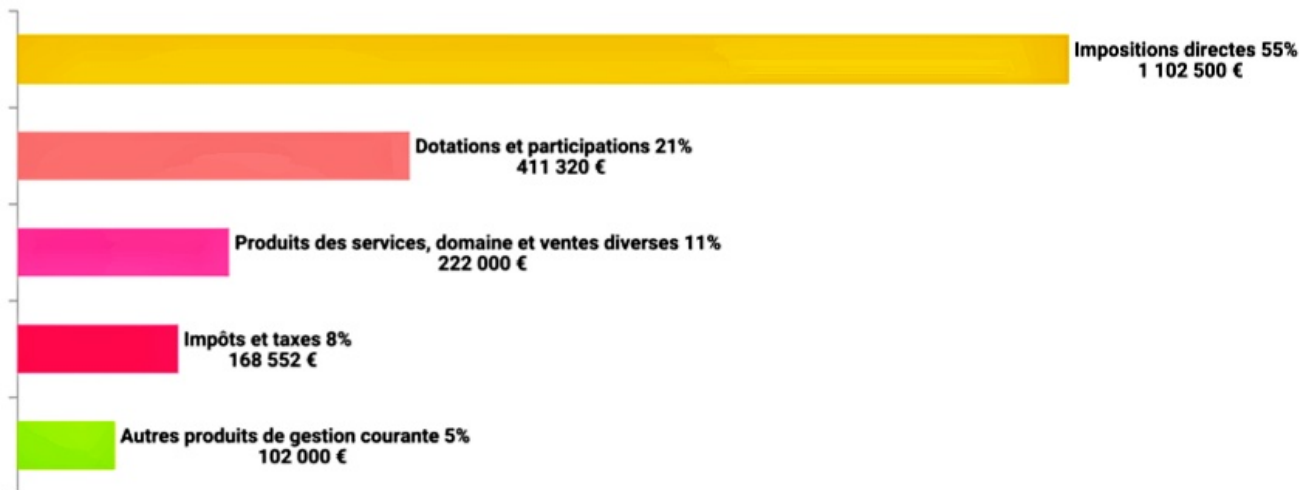 Impositions directes 55%
1 102 500 €
Dotations et participations 21%
411 320 €
Produits des services, domaine et ventes diverses 11%
222 000 €
Impôts et taxes 8%
168 552 €
Autres produits de gestion courante 5%
102 000 €